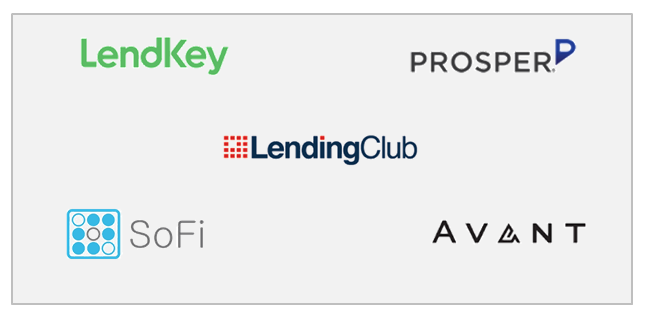 LendKey
PROSPER
LendingClub
SoFi
AVANT